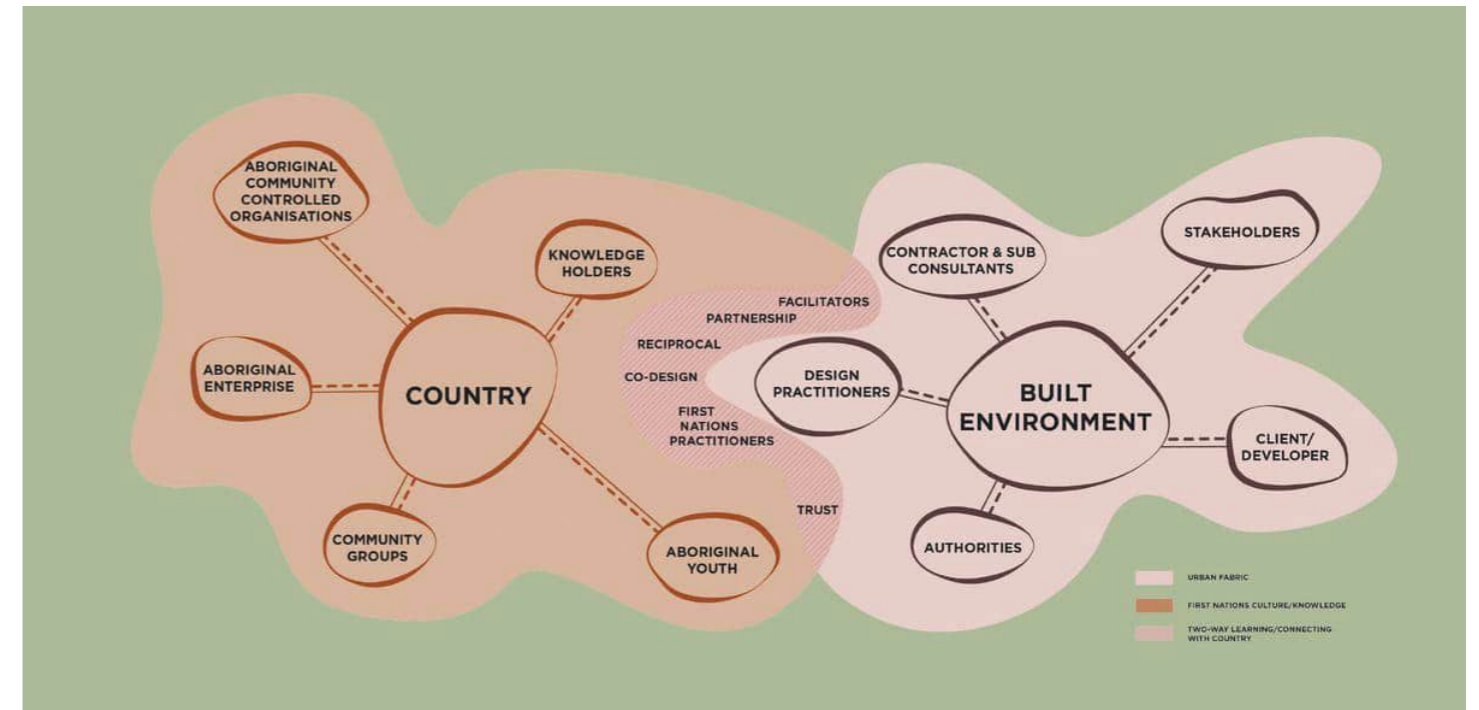 ABORIGINAL
COMMUNITY
CONTROLLED
ORGANISATIONS
KNOWLEDGE
HOLDERS
ABORIGINAL
ENTERPRISE
COUNTRY
COMMUNITY
GROUPS
ABORIGINAL
YOUTH
FACILITATORS
PARTNERSHIP
RECIPROCAL
CO-DESIGN
FIRST
NATIONS
PRACTITIONERS
TRUST
CONTRACTOR & SUB
CONSULTANTS
STAKEHOLDERS
DESIGN
PRACTITIONERS
BUILT
ENVIRONMENT
CLIENT/
DEVELOPER
AUTHORITIES
URBAN FABRIC
FIRST NATIONS CULTURE/KNOWLEDGE
TWO-WAY LEARNING/CONNECTING
WITH COUNTRY